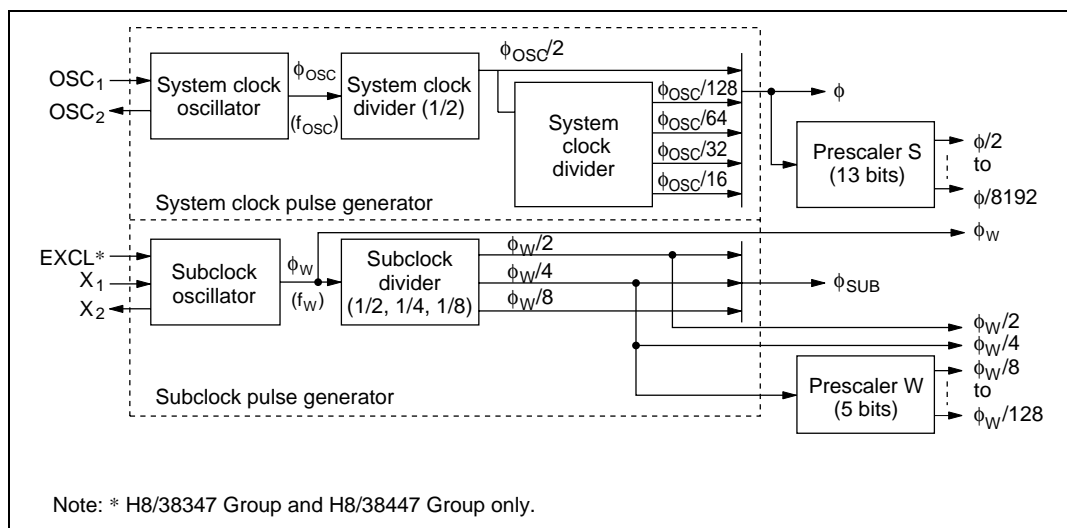 OSC1
OSC2
System clock
oscillator
φOSC
(fOSC)
System clock
divider (1/2)
φOSC/2
System
clock
divider
φOSC/128
φOSC/64
φOSC/32
φOSC/16
φ
Prescaler S
(13 bits)
φ/2
to
φ/8192
System clock pulse generator
EXCL*
X1
X2
Subclock
oscillator
φW
(fW)
Subclock
divider
(1/2, 1/4, 1/8)
φW/2
φW/4
φW/8
φW
φSUB
φW/2
φW/4
Prescaler W
(5 bits)
φW/8
to
φW/128
Subclock pulse generator
Note: * H8/38347 Group and H8/38447 Group only.